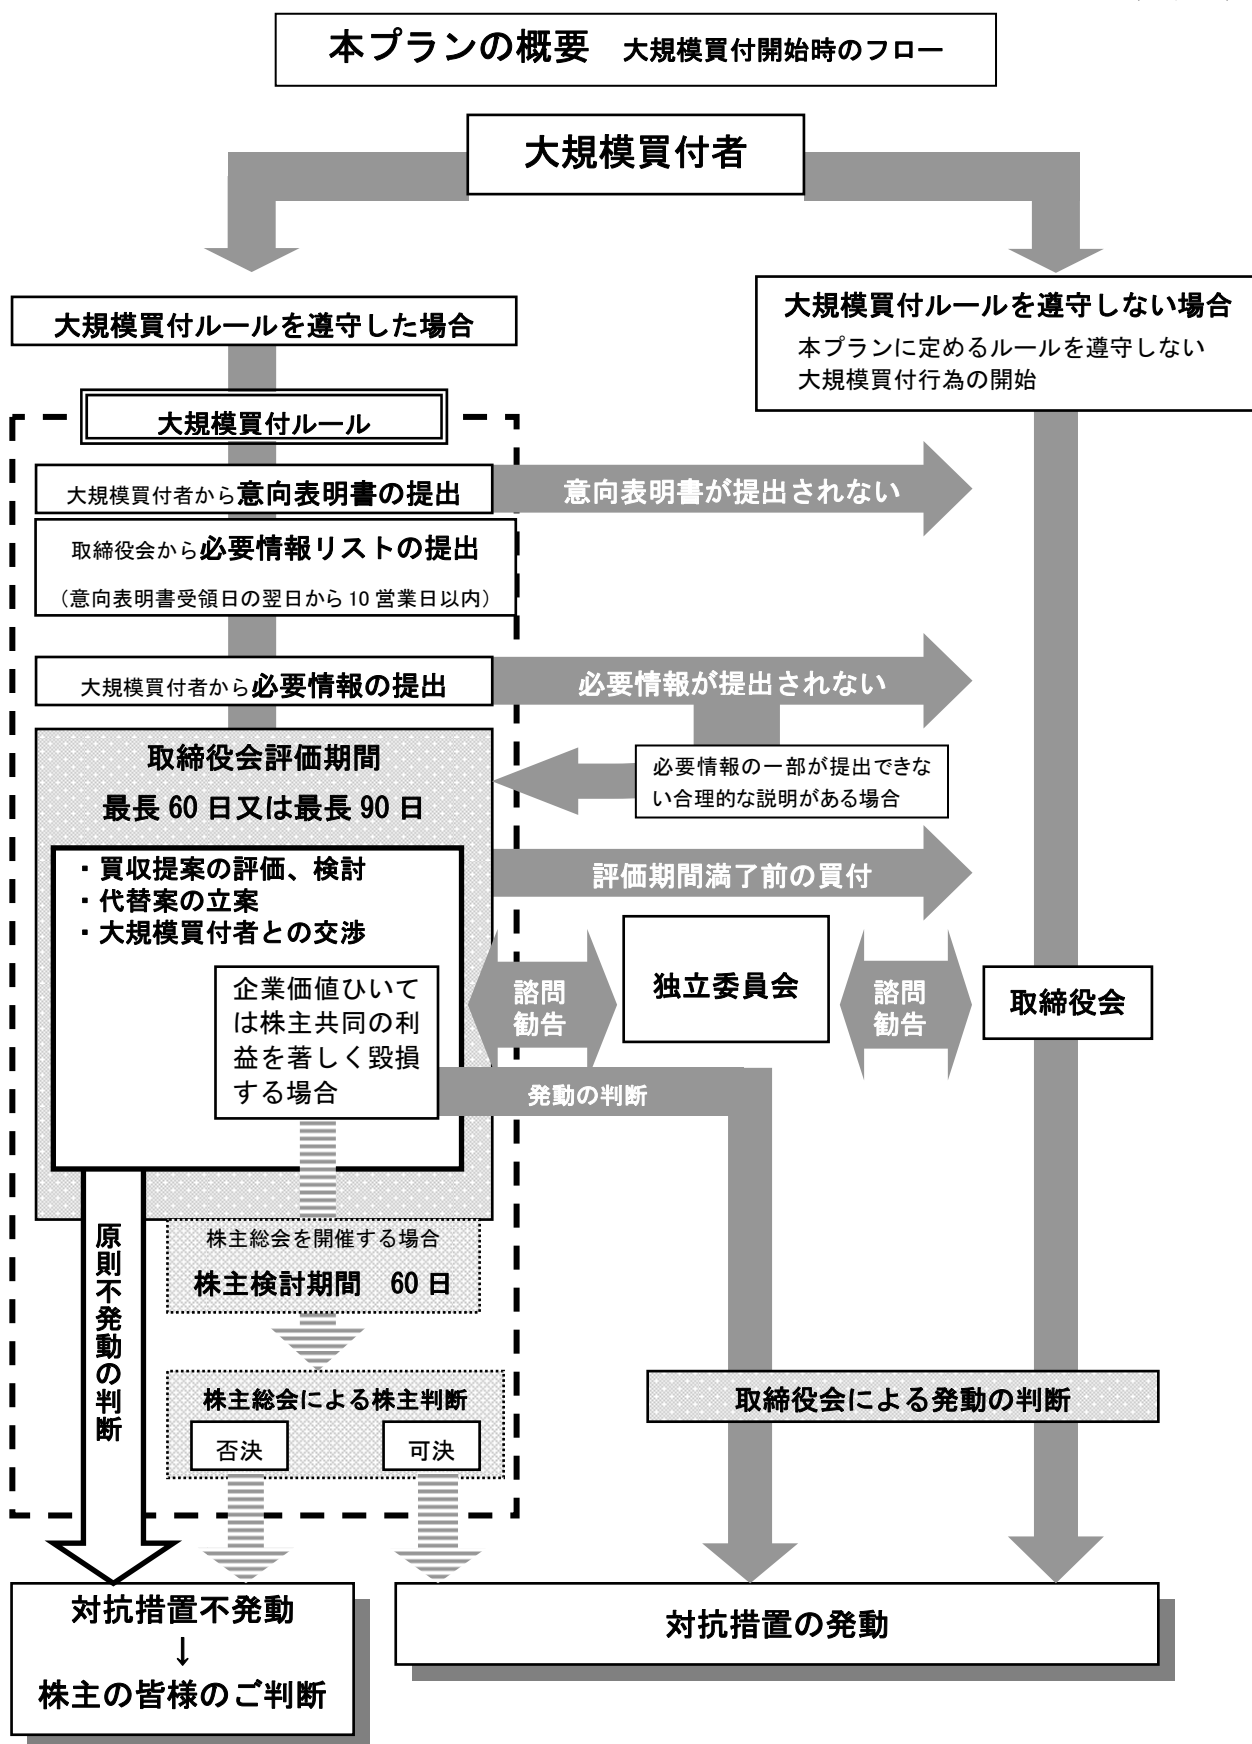 本プランの概要　大規模買付開始時のフロー
大規模買付者
大規模買付ルールを遵守した場合
大規模買付ルールを遵守しない場合
本プランに定めるルールを遵守しない
大規模買付行為の開始
大規模買付ルール
大規模買付者から意向表明書の提出
意向表明書が提出されない
取締役会から必要情報リストの提出
（意向表明書受領日の翌日から 10 営業日以内）
大規模買付者から必要情報の提出
必要情報が提出されない
取締役会評価期間
最長 60 日又は最長 90 日
必要情報の一部が提出できな
い合理的な説明がある場合
・買収提案の評価、検討
・代替案の立案
・大規模買付者との交渉
評価期間満了前の買付
企業価値ひいて
は株主共同の利
益を著しく毀損
する場合
諮問
勧告
独立委員会
諮問
勧告
取締役会
発動の判断
原則不発動の判断
株主総会を開催する場合
株主検討期間　60 日
株主総会による株主判断
否決
可決
取締役会による発動の判断
対抗措置不発動
↓
株主の皆様のご判断
対抗措置の発動